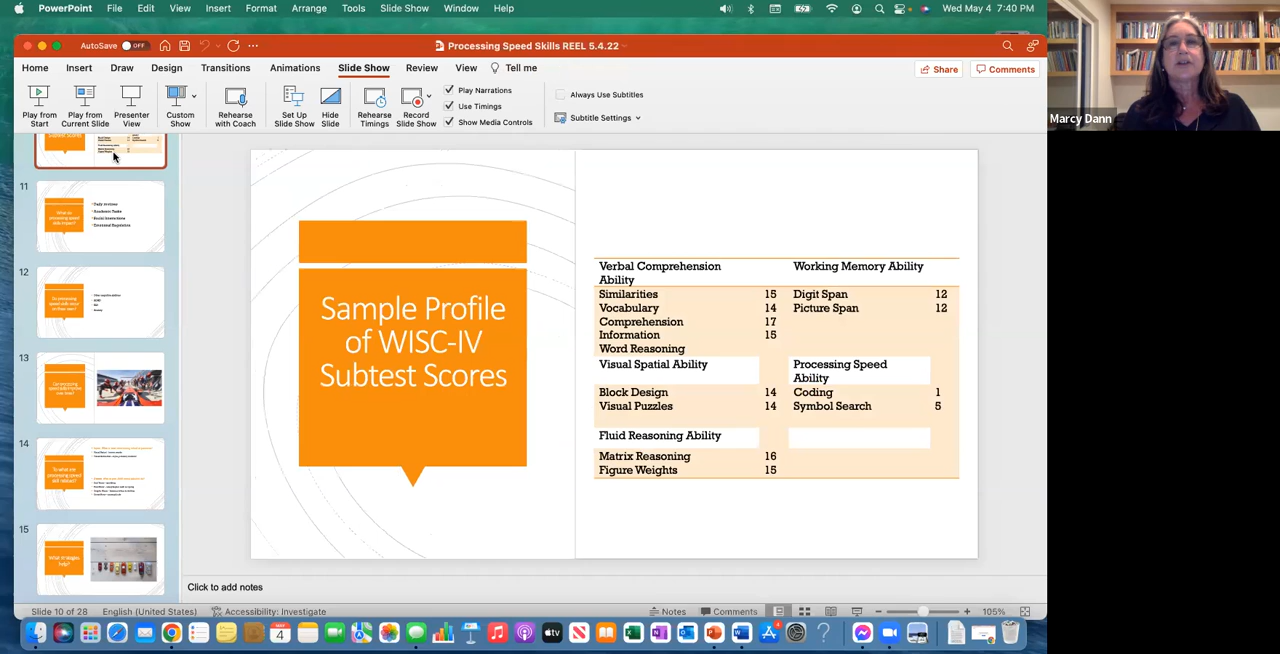 PowerPoint File Edit View Insert Format Arrange Tools Slide Show Window Help
Wed May 4 7:40 PM
AutoSave OFF
Processing Speed Skills REEL 5.4.22
Home Insert Draw Design Transitions Animations Slide Show Review View Tell me
Share Comments
Play from Start
Play from Current Slide
Presenter View
Custom Show
Rehearse with Coach
Set Up Slide Show
Hide Slide
Rehearse Timings
Record Slide Show
Play Narrations
Use Timings
Show Media Controls
Always Use Subtitles
Subtitle Settings
Marcy Dann
11
12
13
14
15
Sample Profile
of WISC-IV
Subtest Scores
Verbal Comprehension
Ability
Working Memory Ability
Similarities 15 Digit Span 12
Vocabulary 14 Picture Span 12
Comprehension 17
Information 15
Word Reasoning
Visual Spatial Ability
Processing Speed
Ability
Block Design 14 Coding 1
Visual Puzzles 14 Symbol Search 5
Fluid Reasoning Ability
Matrix Reasoning 16
Figure Weights 15
Click to add notes
Slide 10 of 28 English (United States) Accessibility: Investigate
Notes Comments 105%